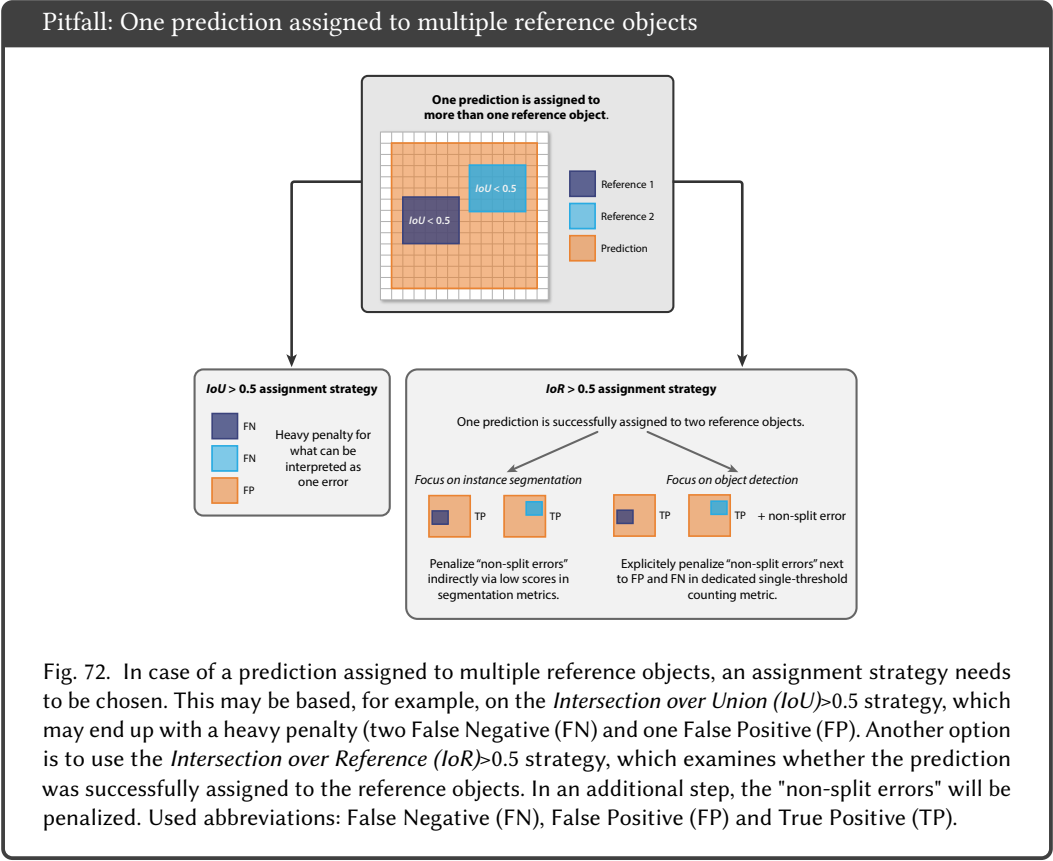 Pitfall: One prediction assigned to multiple reference objects
One prediction is assigned to
more than one reference object.
IoU < 0.5
IoU < 0.5
Reference 1
Reference 2
Prediction
IoU > 0.5 assignment strategy
FN
FN
FP
Heavy penalty for
what can be
interpreted as
one error
IoR > 0.5 assignment strategy
One prediction is successfully assigned to two reference objects.
Focus on instance segmentation
TP
TP
Penalize "non-split errors"
indirectly via low scores in
segmentation metrics.
Focus on object detection
TP
TP + non-split error
Explicitely penalize "non-split errors" next
to FP and FN in dedicated single-threshold
counting metric.
Fig. 72. In case of a prediction assigned to multiple reference objects, an assignment strategy needs
to be chosen. This may be based, for example, on the Intersection over Union (IoU)>0.5 strategy, which
may end up with a heavy penalty (two False Negative (FN) and one False Positive (FP). Another option
is to use the Intersection over Reference (IoR)>0.5 strategy, which examines whether the prediction
was successfully assigned to the reference objects. In an additional step, the "non-split errors" will be
penalized. Used abbreviations: False Negative (FN), False Positive (FP) and True Positive (TP).